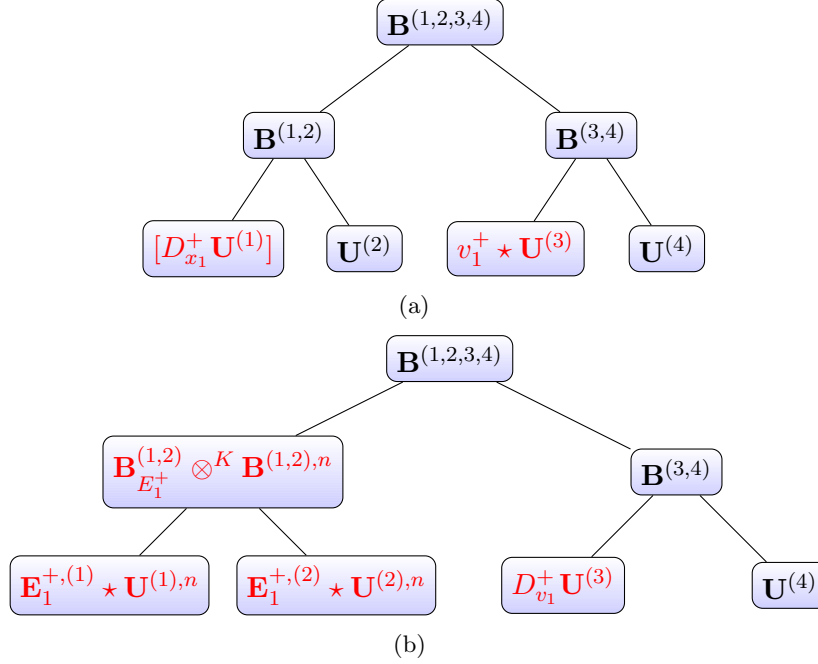 𝐁^{(1,2,3,4)}
𝐁^{(1,2)} 𝐁^{(3,4)}
[D^+_{x_1} 𝐔^{(1)}] 𝐔^{(2)} v^+_1 ⋆ 𝐔^{(3)} 𝐔^{(4)}
(a)
𝐁^{(1,2,3,4)}
𝐁^{(1,2)}_{E^+_1} ⊗^K 𝐁^{(1,2),n} 𝐁^{(3,4)}
𝐄^{+,(1)}_1 ⋆ 𝐔^{(1),n} 𝐄^{+,(2)}_1 ⋆ 𝐔^{(2),n} D^+_{v_1} 𝐔^{(3)} 𝐔^{(4)}
(b)